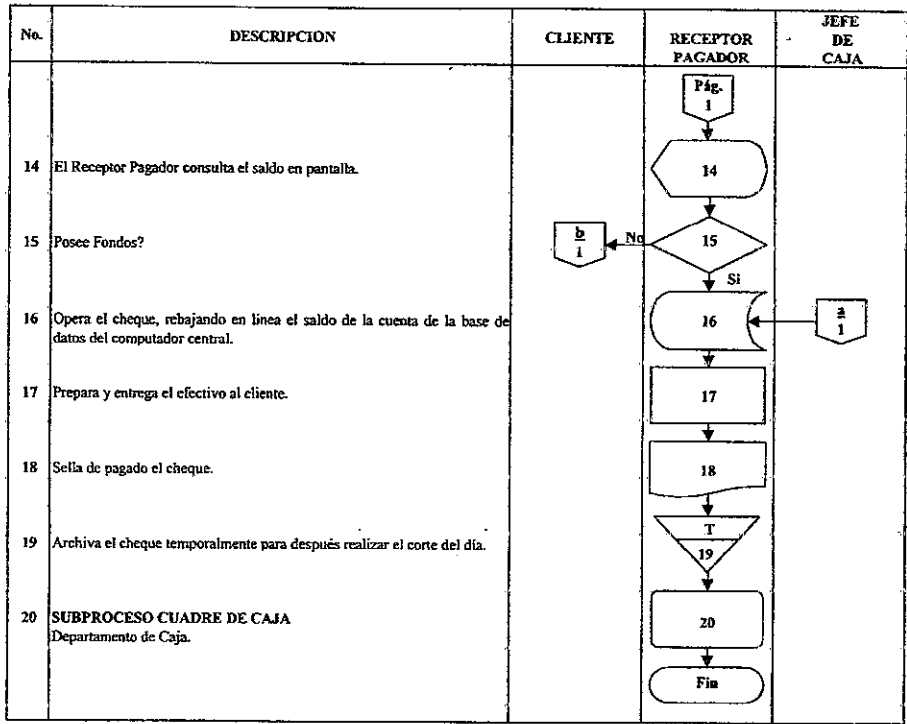 No.
DESCRIPCION
CLIENTE
RECEPTOR
PAGADOR
JEFE
DE
CAJA
Pág.
1
14
El Receptor Pagador consulta el saldo en pantalla.
14
15
Posee Fondos?
b
1
No
15
Si
16
Opera el cheque, rebajando en línea el saldo de la cuenta de la base de
datos del computador central.
16
a
1
17
Prepara y entrega el efectivo al cliente.
17
18
Sella de pagado el cheque.
18
19
Archiva el cheque temporalmente para después realizar el corte del día.
T
19
20
SUBPROCESO CUADRE DE CAJA
Departamento de Caja.
20
Fin